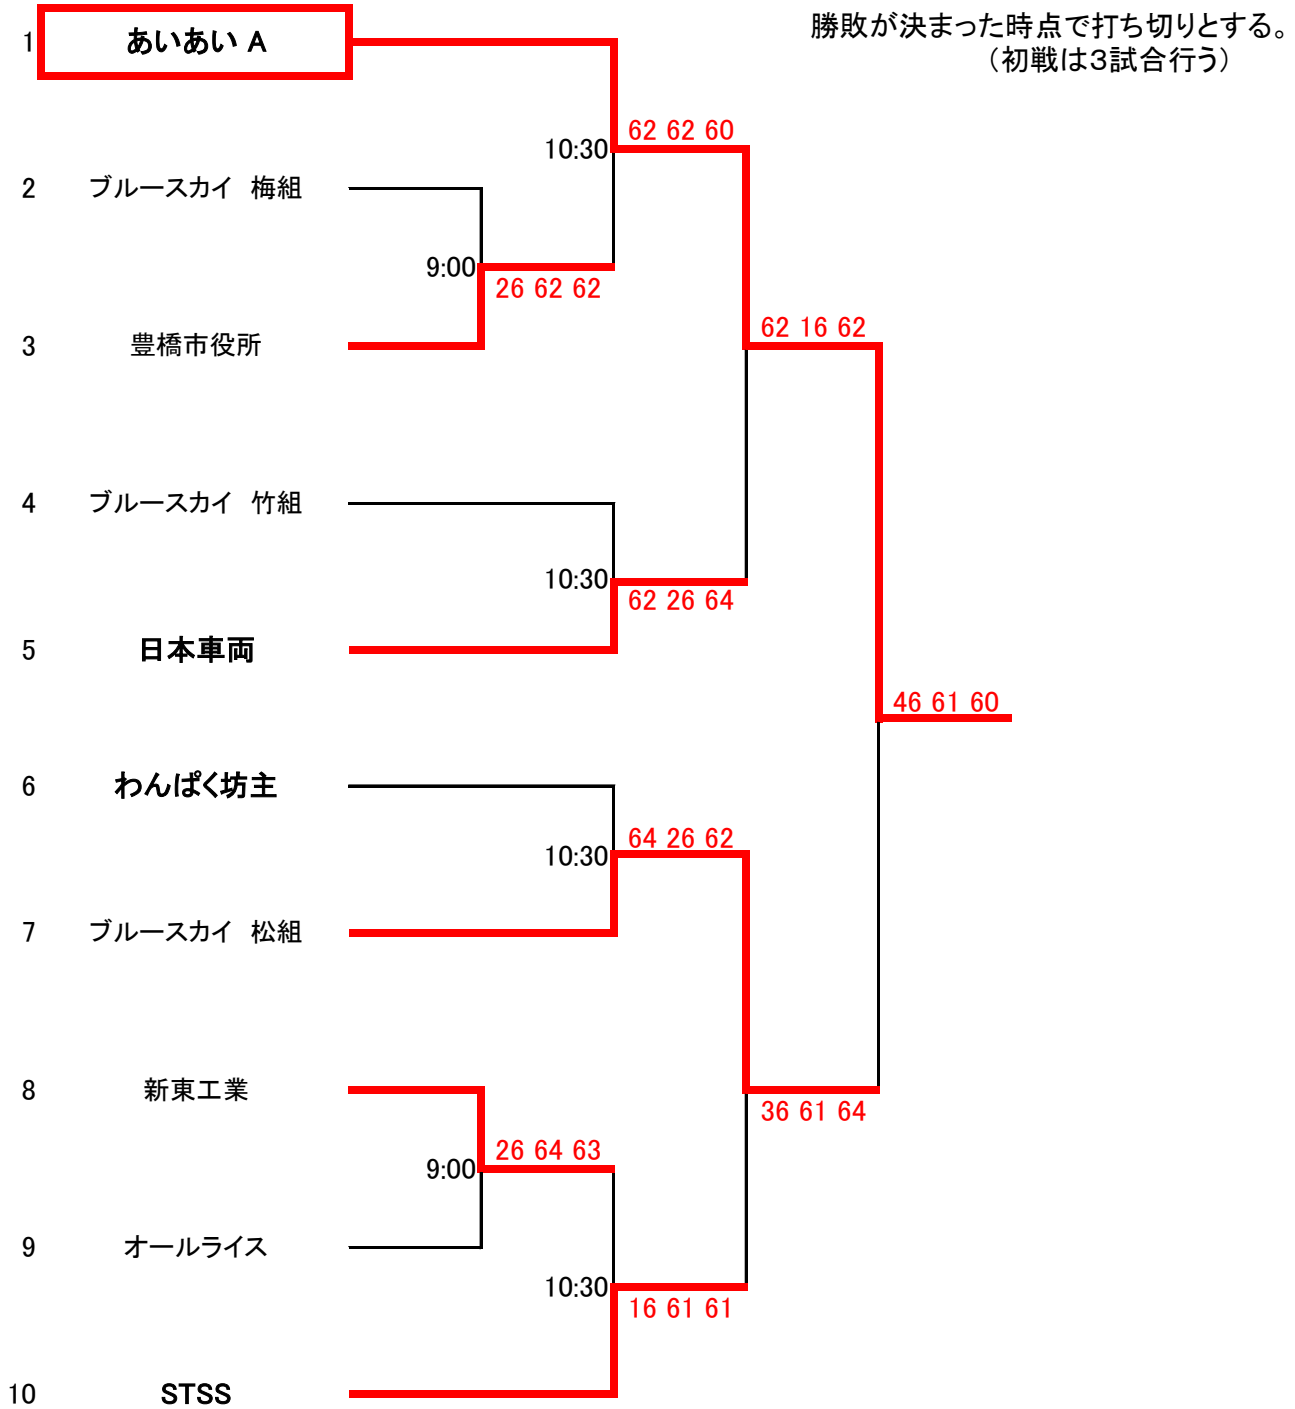 勝敗が決まった時点で打ち切りとする。
（初戦は３試合行う）
1 あいあい A
62 62 60
10:30
2 ブルースカイ 梅組
9:00
26 62 62
3 豊橋市役所
62 16 62
4 ブルースカイ 竹組
10:30
62 26 64
5 日本車両
46 61 60
6 わんぱく坊主
64 26 62
10:30
7 ブルースカイ 松組
8 新東工業
36 61 64
26 64 63
9:00
9 オールライス
10:30
16 61 61
10 STSS